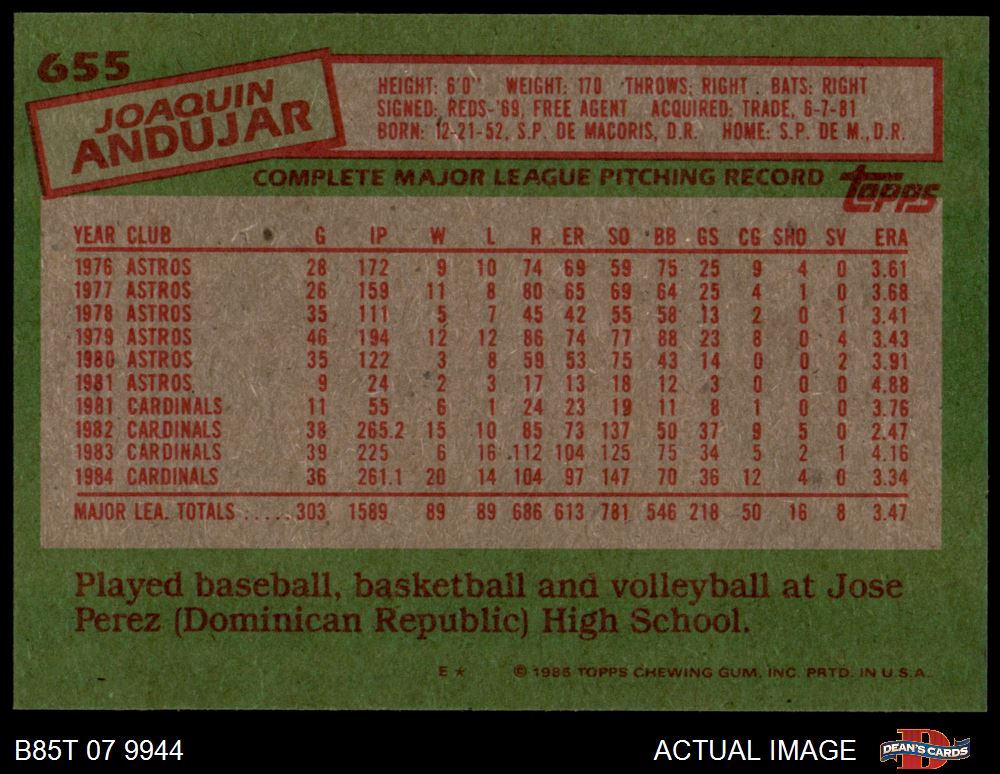 655
JOAQUIN
ANDUJAR
HEIGHT: 6'0" WEIGHT: 170 THROWS: RIGHT BATS: RIGHT
SIGNED: REDS-'69, FREE AGENT ACQUIRED: TRADE, 6-7-81
BORN: 12-21-52, S.P. DE MACORIS, D.R. HOME: S.P. DE M., D.R.
COMPLETE MAJOR LEAGUE PITCHING RECORD topps
YEAR CLUB G IP W L R ER SO BB GS CG SHO SV ERA
1976 ASTROS 28 172 9 10 74 69 59 75 25 9 4 0 3.61
1977 ASTROS 26 159 11 8 80 65 69 64 25 4 1 0 3.68
1978 ASTROS 35 111 5 7 45 42 55 58 13 2 0 1 3.41
1979 ASTROS 46 194 12 12 86 74 77 88 23 8 0 4 3.43
1980 ASTROS 35 122 3 8 59 53 75 43 14 0 0 2 3.91
1981 ASTROS 9 24 2 3 17 13 18 12 3 0 0 0 4.88
1981 CARDINALS 11 55 6 1 24 23 19 11 8 1 0 0 3.76
1982 CARDINALS 38 265.2 15 10 85 73 137 50 37 9 5 0 2.47
1983 CARDINALS 39 225 6 16 112 104 125 75 34 5 2 1 4.16
1984 CARDINALS 36 261.1 20 14 104 97 147 70 36 12 4 0 3.34
MAJOR LEA. TOTALS ..... 303 1589 89 89 686 613 781 546 218 50 16 8 3.47
Played baseball, basketball and volleyball at Jose
Perez (Dominican Republic) High School.
E * © 1985 TOPPS CHEWING GUM, INC. PRTD. IN U.S.A.
B85T 07 9944 ACTUAL IMAGE DEAN'S CARDS